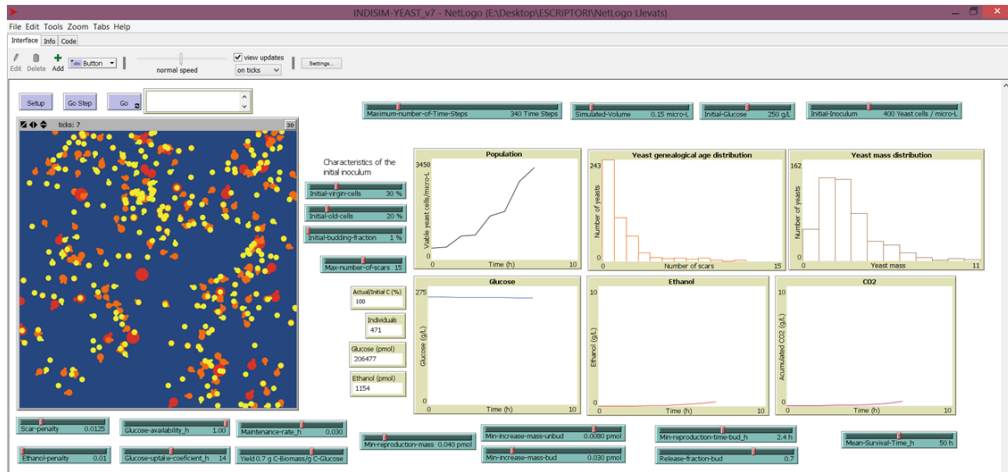 INDISIM-YEAST_v7 - NetLogo {E:\Desktop\ESCRIPTORI\NetLogo Llevats}
File Edit Tools Zoom Tabs Help
Interface Info Code
Edit Delete Add Button normal speed view updates on ticks Settings...
Setup Go Step Go
ticks: 7 3D
Maximum-number-of-Time-Steps 340 Time Steps
Simulated-Volume 0.15 micro-L
Initial-Glucose 250 g/L
Initial-Inoculum 400 Yeast cells / micro-L
Characteristics of the
initial inoculum
Initial-virgin-cells 30 %
Initial-old-cells 20 %
Initial-budding-fraction 1 %
Max-number-of-scars 15
Population
Viable yeast cells/micro-L
3450
0
0 Time (h) 10
Yeast genealogical age distribution
Number of yeasts
243
0
0 Number of scars 15
Yeast mass distribution
Number of yeasts
162
0
0 Yeast mass 11
Actual/Initial C (%)
100
Individuals
471
Glucose (pmol)
206477
Ethanol (pmol)
1154
Glucose
Glucose (g/L)
275
0
0 Time (h) 10
Ethanol
Ethanol (g/L)
10
0
0 Time (h) 10
CO2
Acumulated CO2 (g/L)
10
0
0 Time (h) 10
Scar-penalty 0.0125
Glucose-availability_h 1.00
Maintenance-rate_h 0.030
Ethanol-penalty 0.01
Glucose-uptake-coeficient_h 14
Yield 0.7 g C-Biomass/g C-Glucose
Min-reproduction-mass 0.040 pmol
Min-increase-mass-unbud 0.0080 pmol
Min-increase-mass-bud 0.030 pmol
Min-reproduction-time-bud_h 2.4 h
Release-fraction-bud 0.7
Mean-Survival-Time_h 50 h